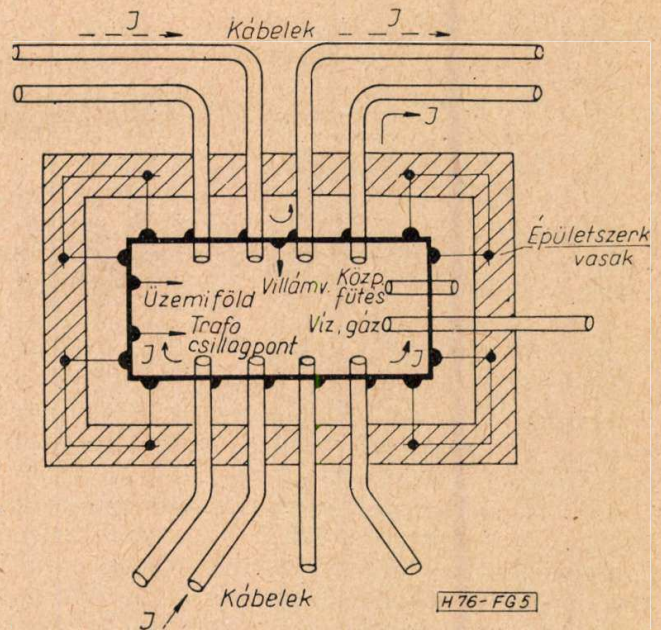 J Kábelek J
J
Épületszerk
vasak
Villámv. Közp.
fűtés
Üzemi föld
Víz, gáz
Trafo
csillagpont
J J
Kábelek
J
H76-FG5